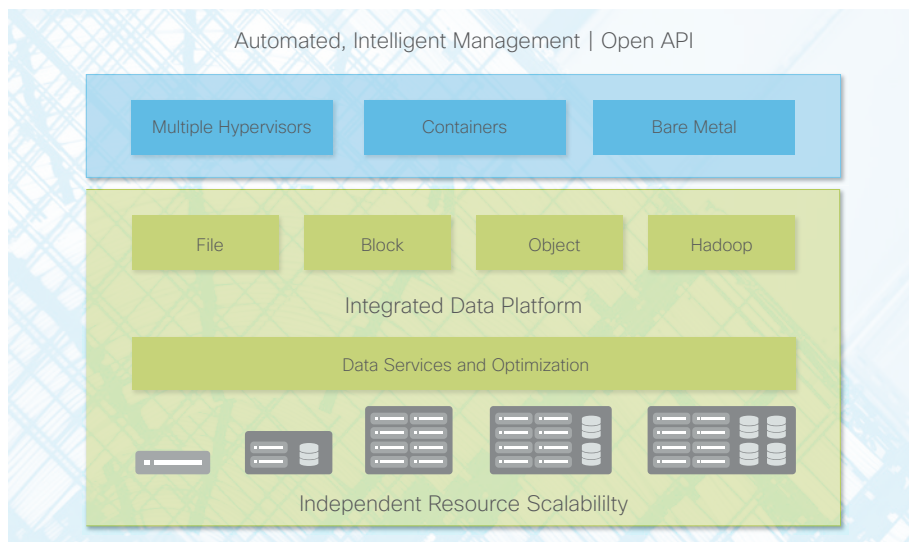 Automated, Intelligent Management | Open API
Multiple Hypervisors
Containers
Bare Metal
File
Block
Object
Hadoop
Integrated Data Platform
Data Services and Optimization
Independent Resource Scalabililty